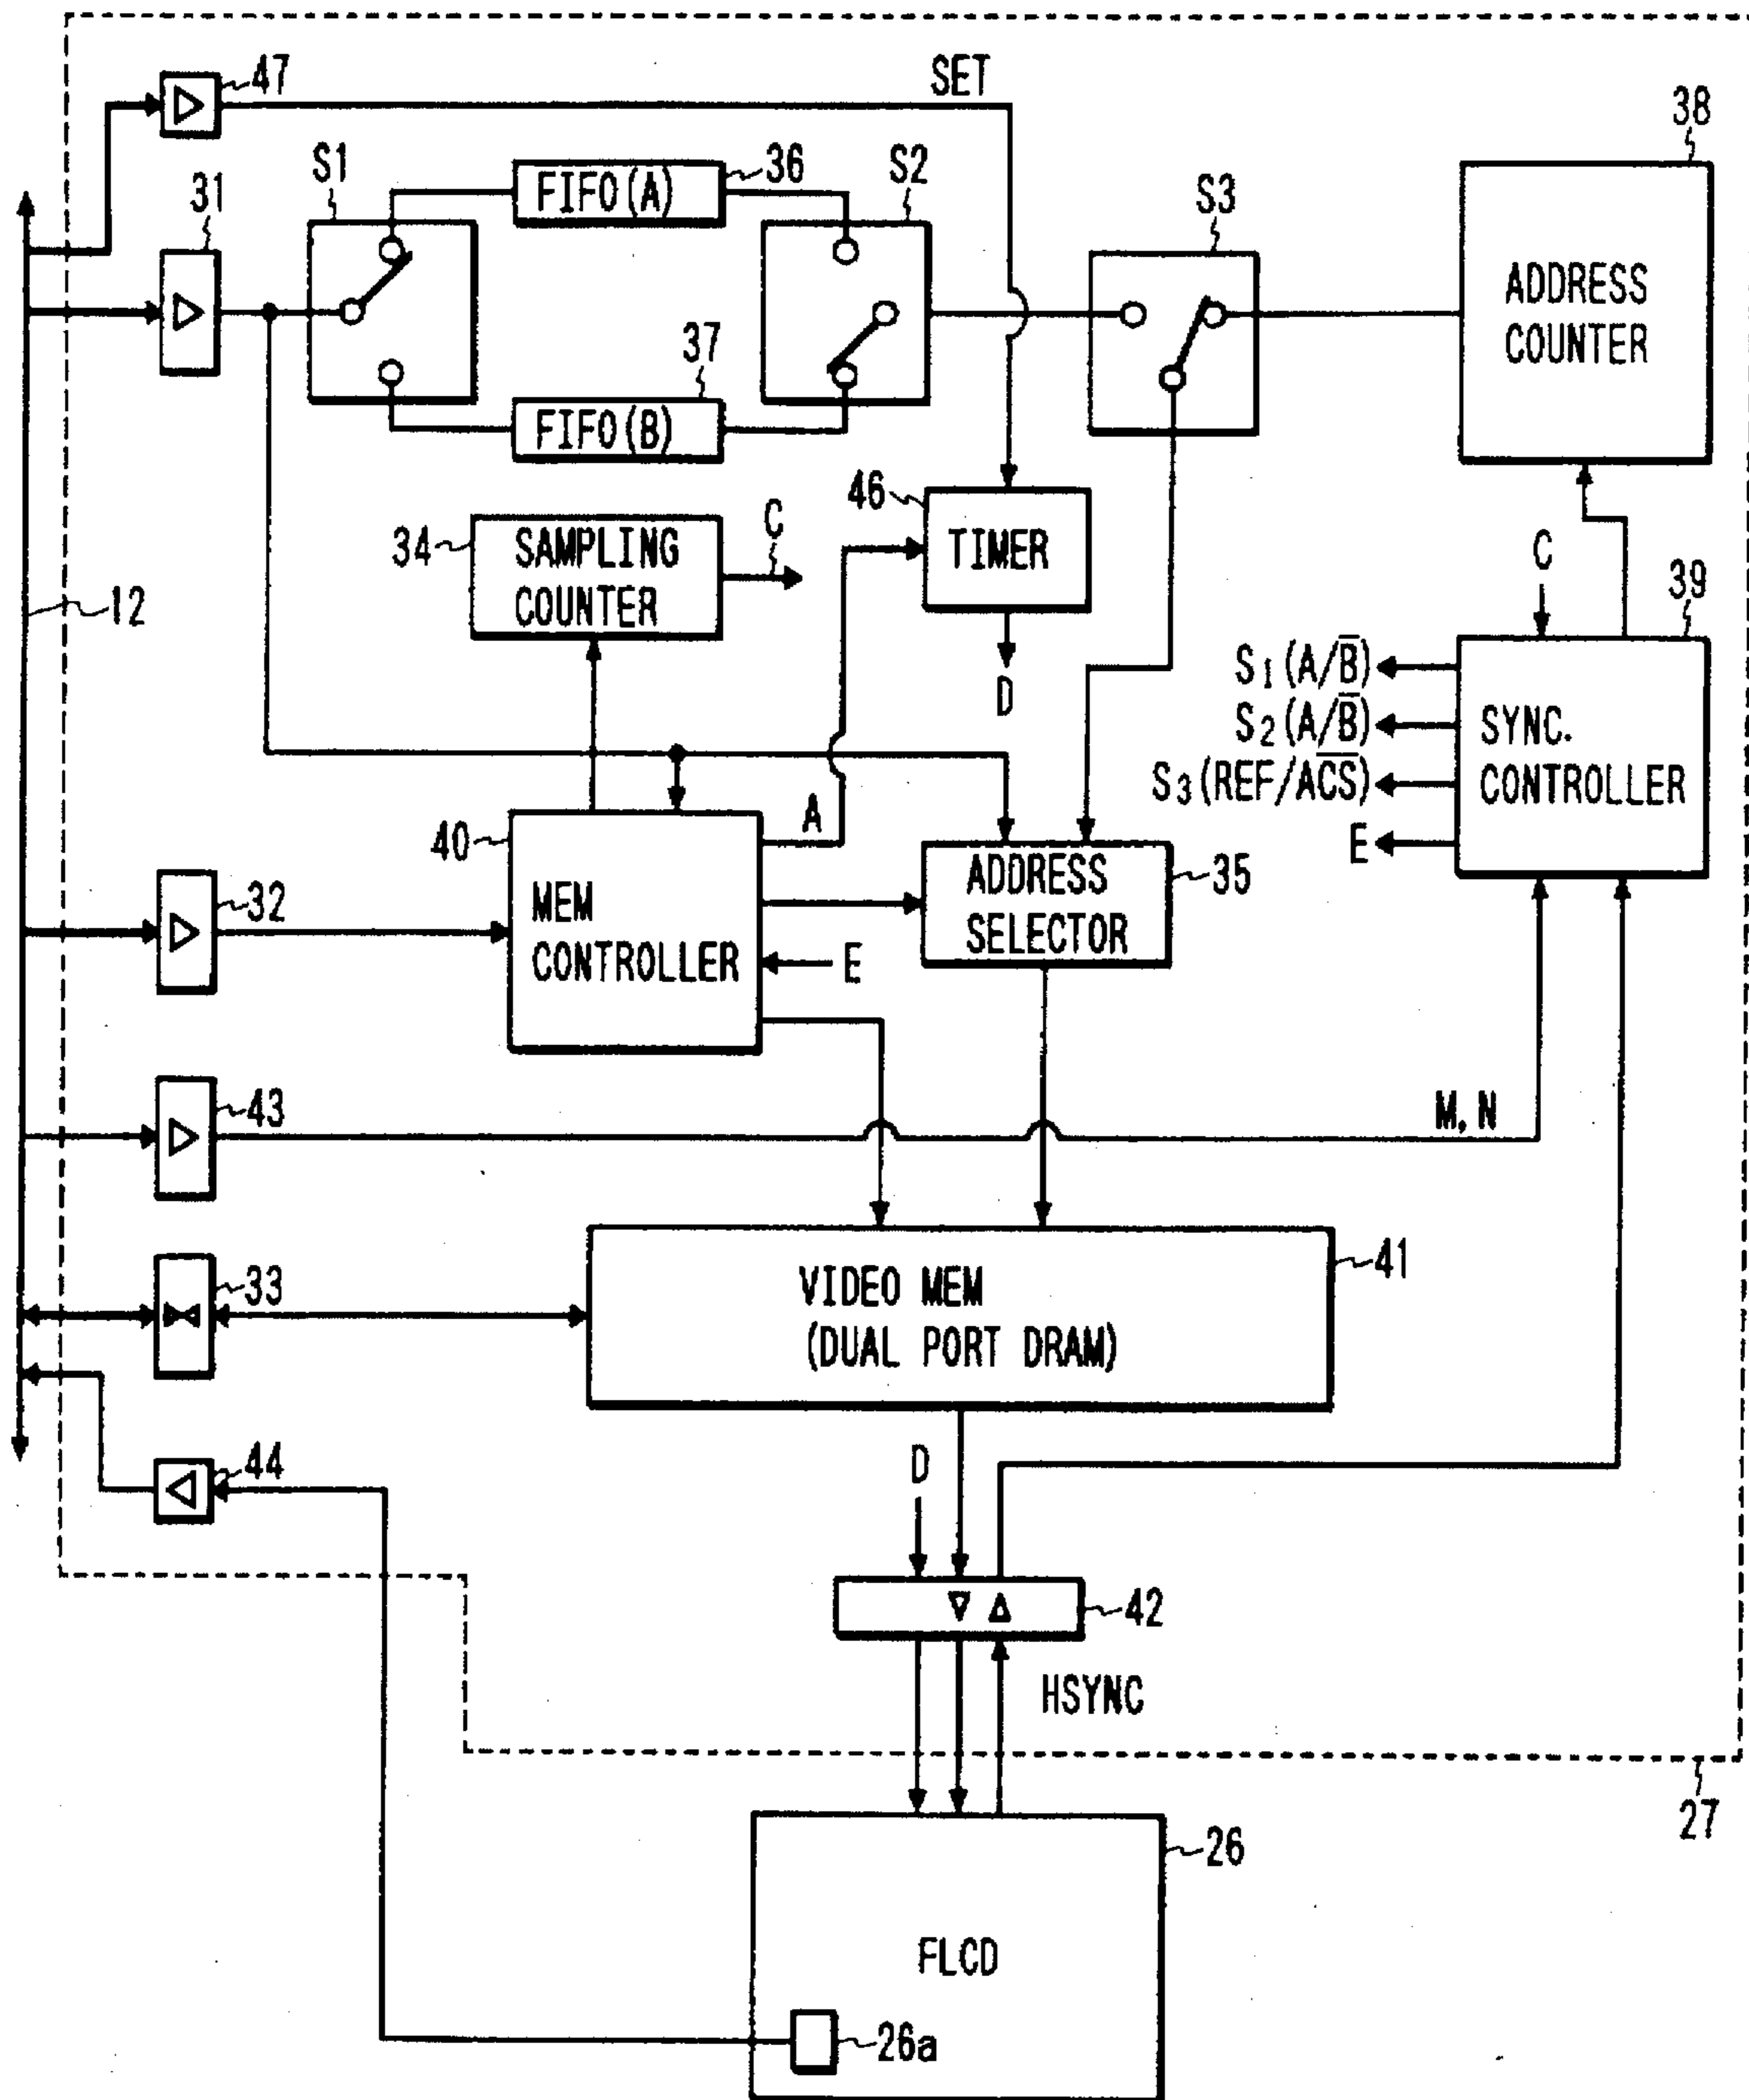 47
SET
38
S1
36
S2
S3
31
FIFO(A)
ADDRESS
COUNTER
37
FIFO(B)
46
34
SAMPLING
COUNTER
C
TIMER
C
39
12
D
S1(A/B̅)
S2(A/B̅)
S3(REF/AC̅S̅)
E
SYNC.
CONTROLLER
A
40
32
MEM
CONTROLLER
ADDRESS
SELECTOR
35
E
43
M, N
33
VIDEO MEM
(DUAL PORT DRAM)
41
44
D
42
HSYNC
27
26
FLCD
26a